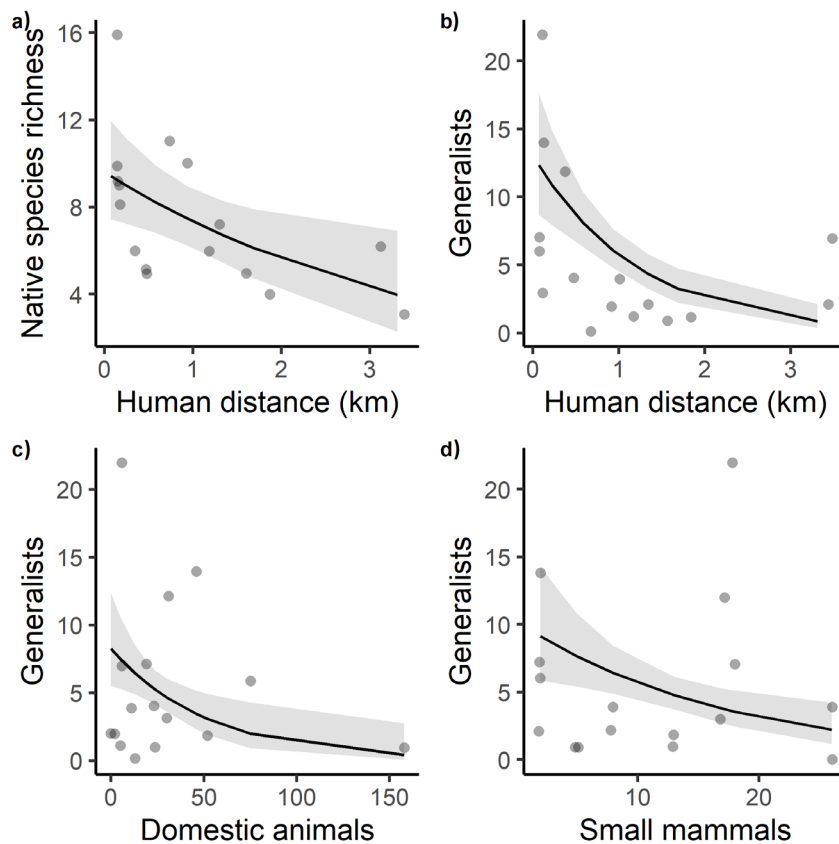 a)
Native species richness
16
12
8
4
0
1
2
3
Human distance (km)
b)
Generalists
20
15
10
5
0
0
1
2
3
Human distance (km)
c)
Generalists
20
15
10
5
0
0
50
100
150
Domestic animals
d)
Generalists
20
15
10
5
0
10
20
Small mammals